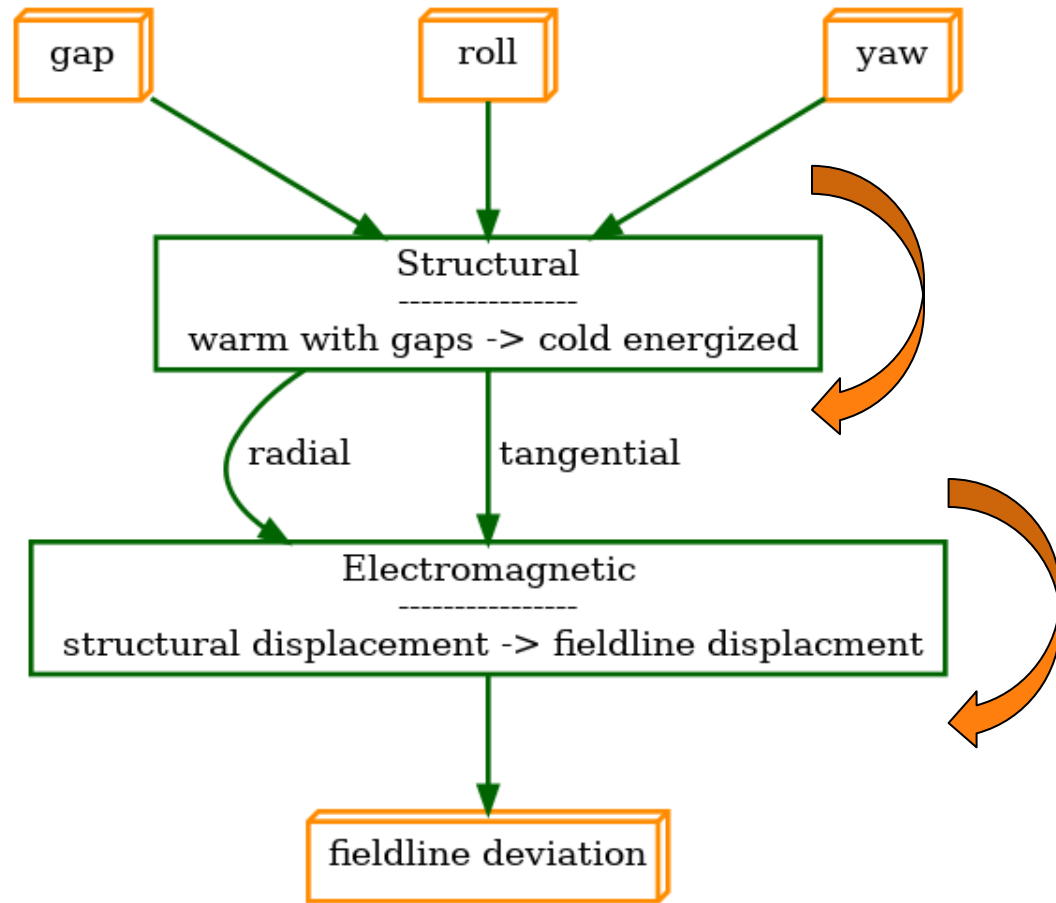 gap
roll
yaw
Structural
----------------
warm with gaps -> cold energized
radial
tangential
Electromagnetic
----------------
structural displacement -> fieldline displacment
fieldline deviation